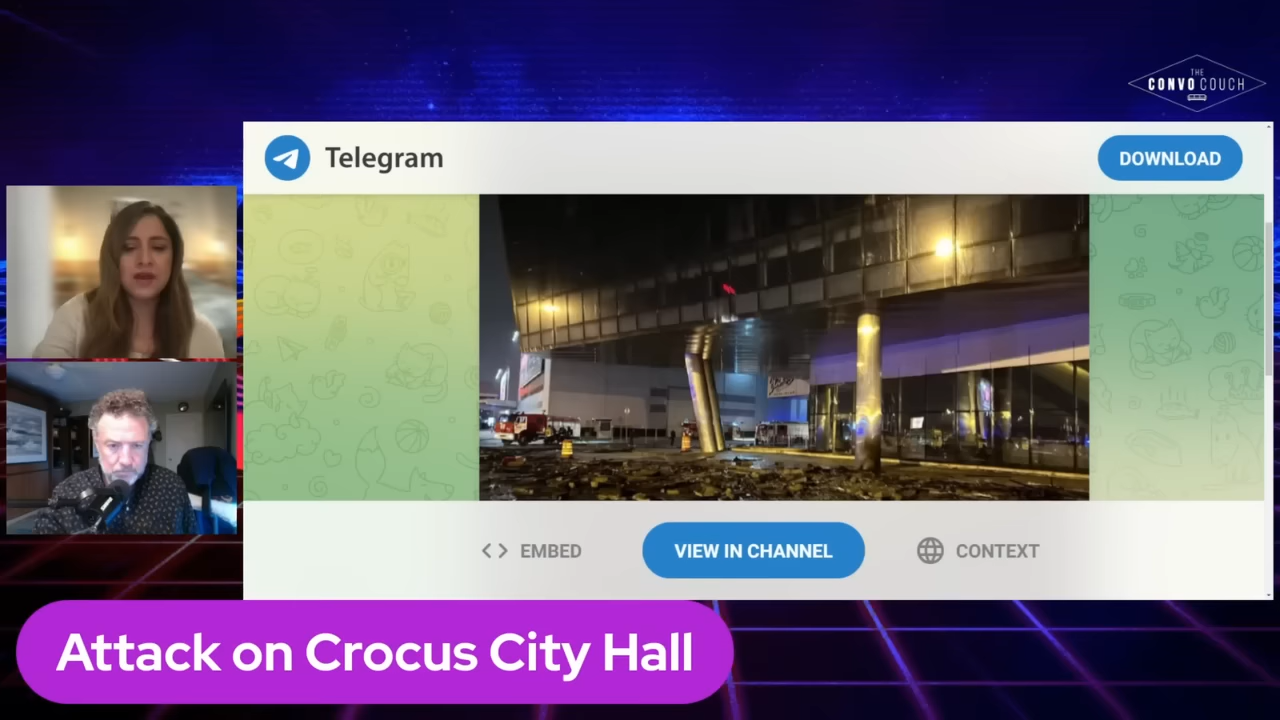 THE
CONVO COUCH
Telegram
DOWNLOAD
EMBED
VIEW IN CHANNEL
CONTEXT
Attack on Crocus City Hall